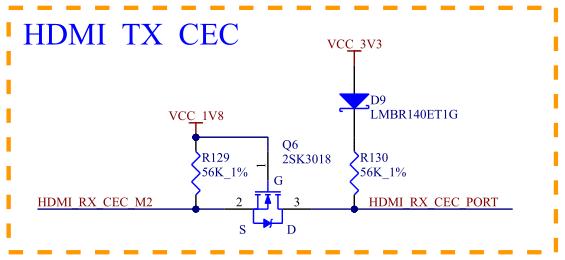 HDMI TX CEC
VCC_3V3
D9
LMBR140ET1G
VCC_1V8
Q6
2SK3018
R129
56K_1%
1
G
R130
56K_1%
HDMI_RX_CEC_M2
2
3
HDMI_RX_CEC_PORT
S
D